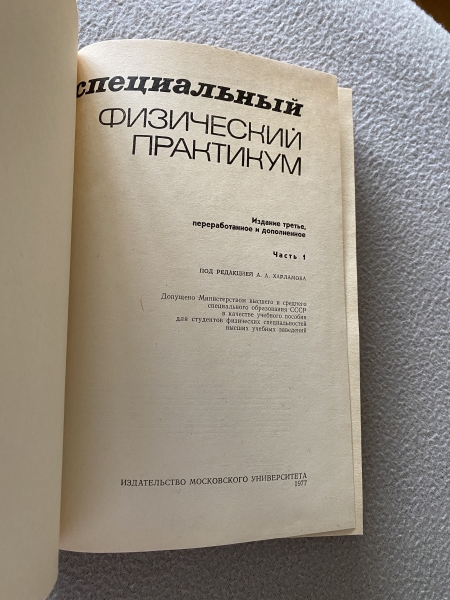 специальный
ФИЗИЧЕСКИЙ
ПРАКТИКУМ
Издание третье,
переработанное и дополненное
Часть 1
ПОД РЕДАКЦИЕЙ А. А. ХАРЛАМОВА
Допущено Министерством высшего и среднего
специального образования СССР
в качестве учебного пособия
для студентов физических специальностей
высших учебных заведений
ИЗДАТЕЛЬСТВО МОСКОВСКОГО УНИВЕРСИТЕТА
1977